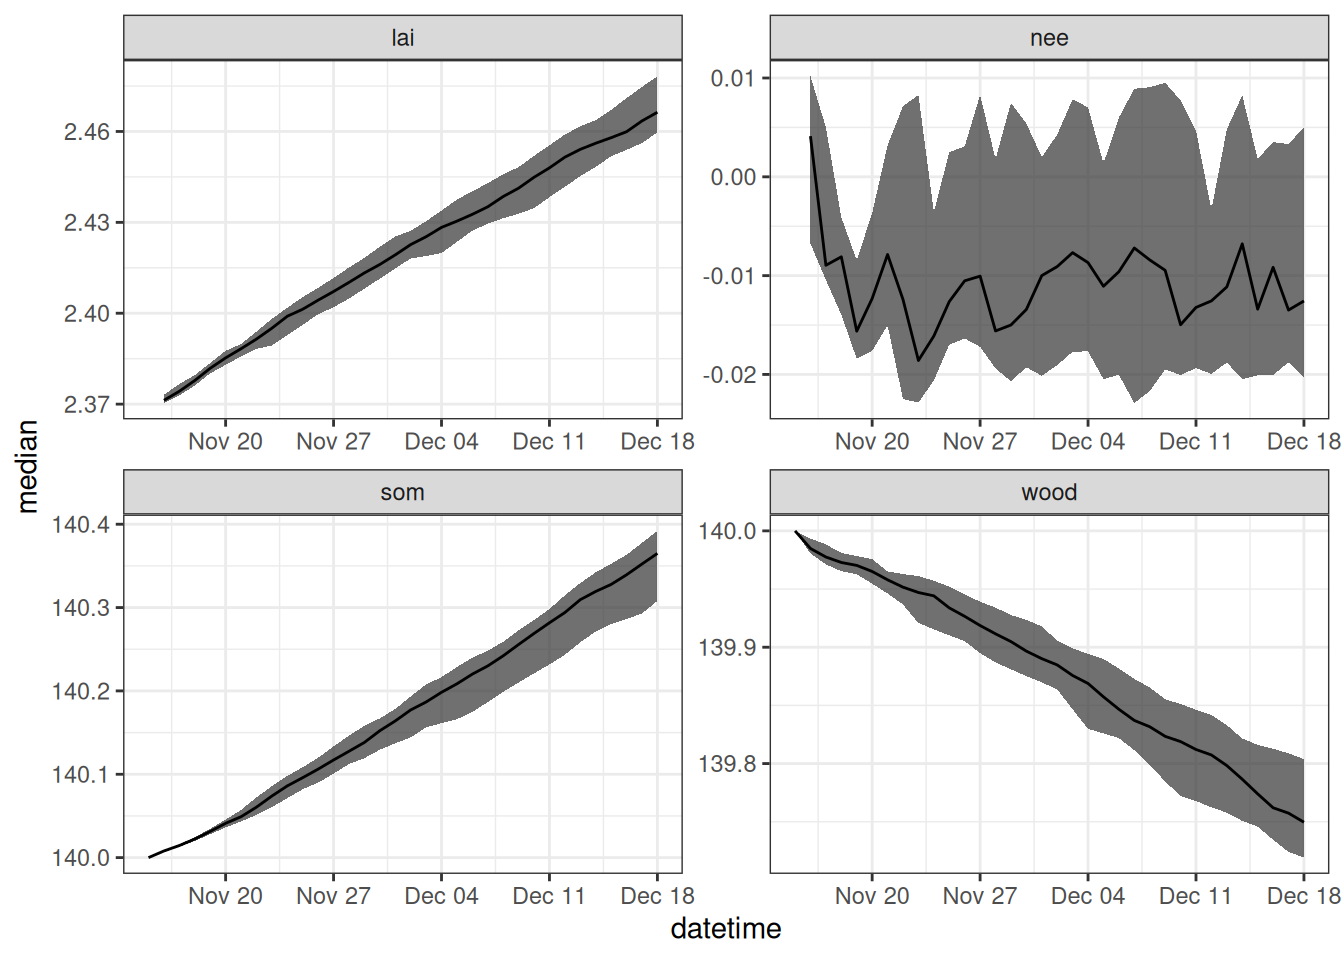 lai
nee
2.46
2.43
2.40
2.37
0.01
0.00
-0.01
-0.02
Nov 20 Nov 27 Dec 04 Dec 11 Dec 18
Nov 20 Nov 27 Dec 04 Dec 11 Dec 18
median
som
wood
140.4
140.3
140.2
140.1
140.0
140.0
139.9
139.8
Nov 20 Nov 27 Dec 04 Dec 11 Dec 18
Nov 20 Nov 27 Dec 04 Dec 11 Dec 18
datetime